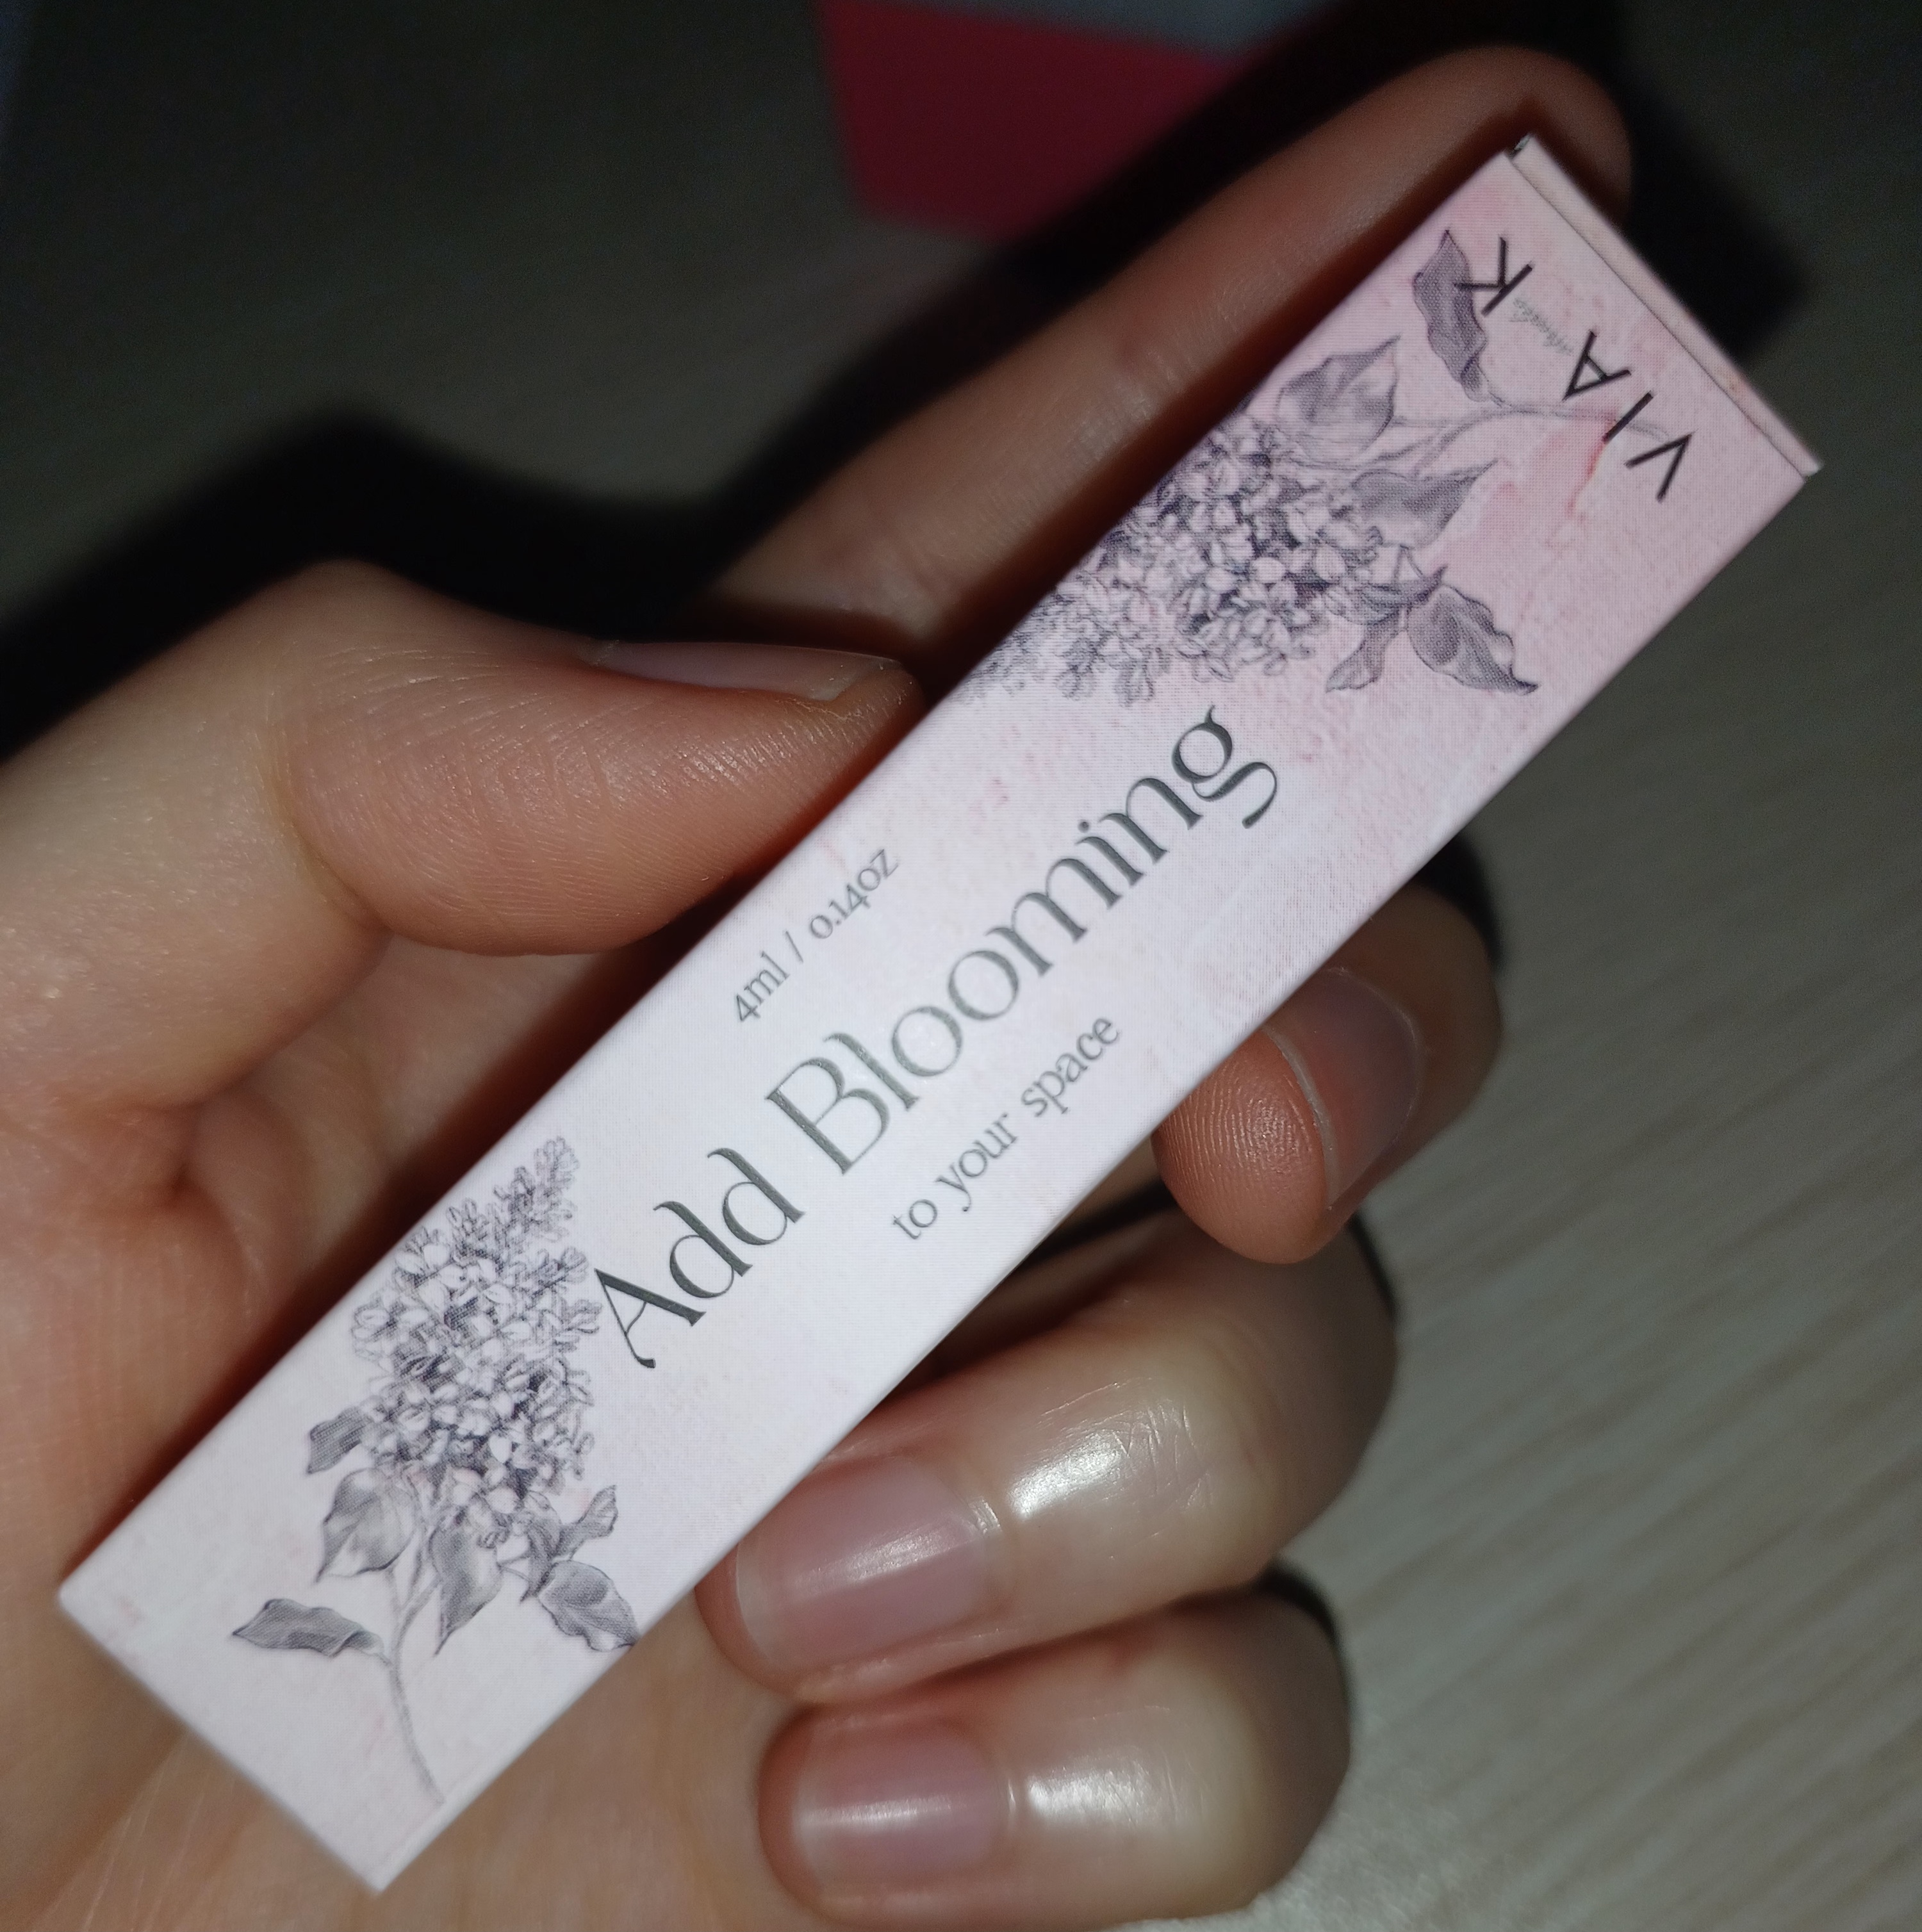 VIA K
4ml / 0.14oz
Add Blooming
to your space